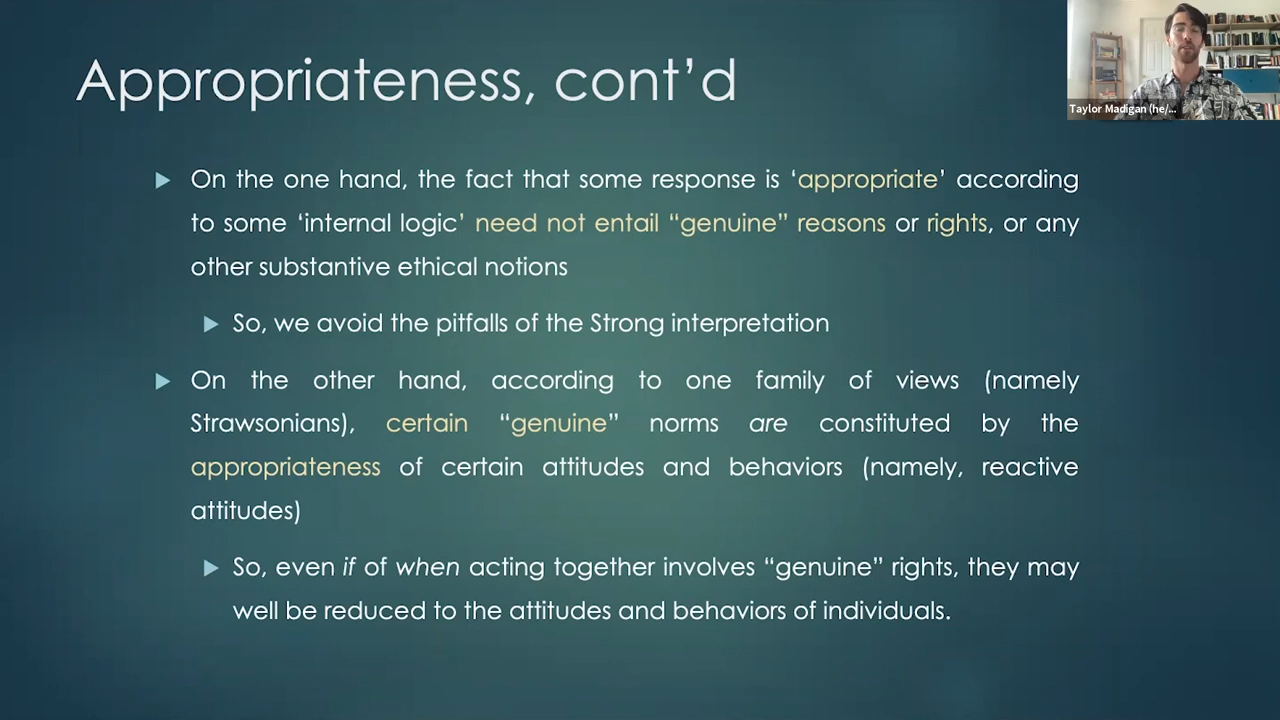 Appropriateness, cont’d
Taylor Madigan (he/...
On the one hand, the fact that some response is ‘appropriate’ according
to some ‘internal logic’ need not entail “genuine” reasons or rights, or any
other substantive ethical notions
So, we avoid the pitfalls of the Strong interpretation
On the other hand, according to one family of views (namely
Strawsonians), certain “genuine” norms are constituted by the
appropriateness of certain attitudes and behaviors (namely, reactive
attitudes)
So, even if of when acting together involves “genuine” rights, they may
well be reduced to the attitudes and behaviors of individuals.